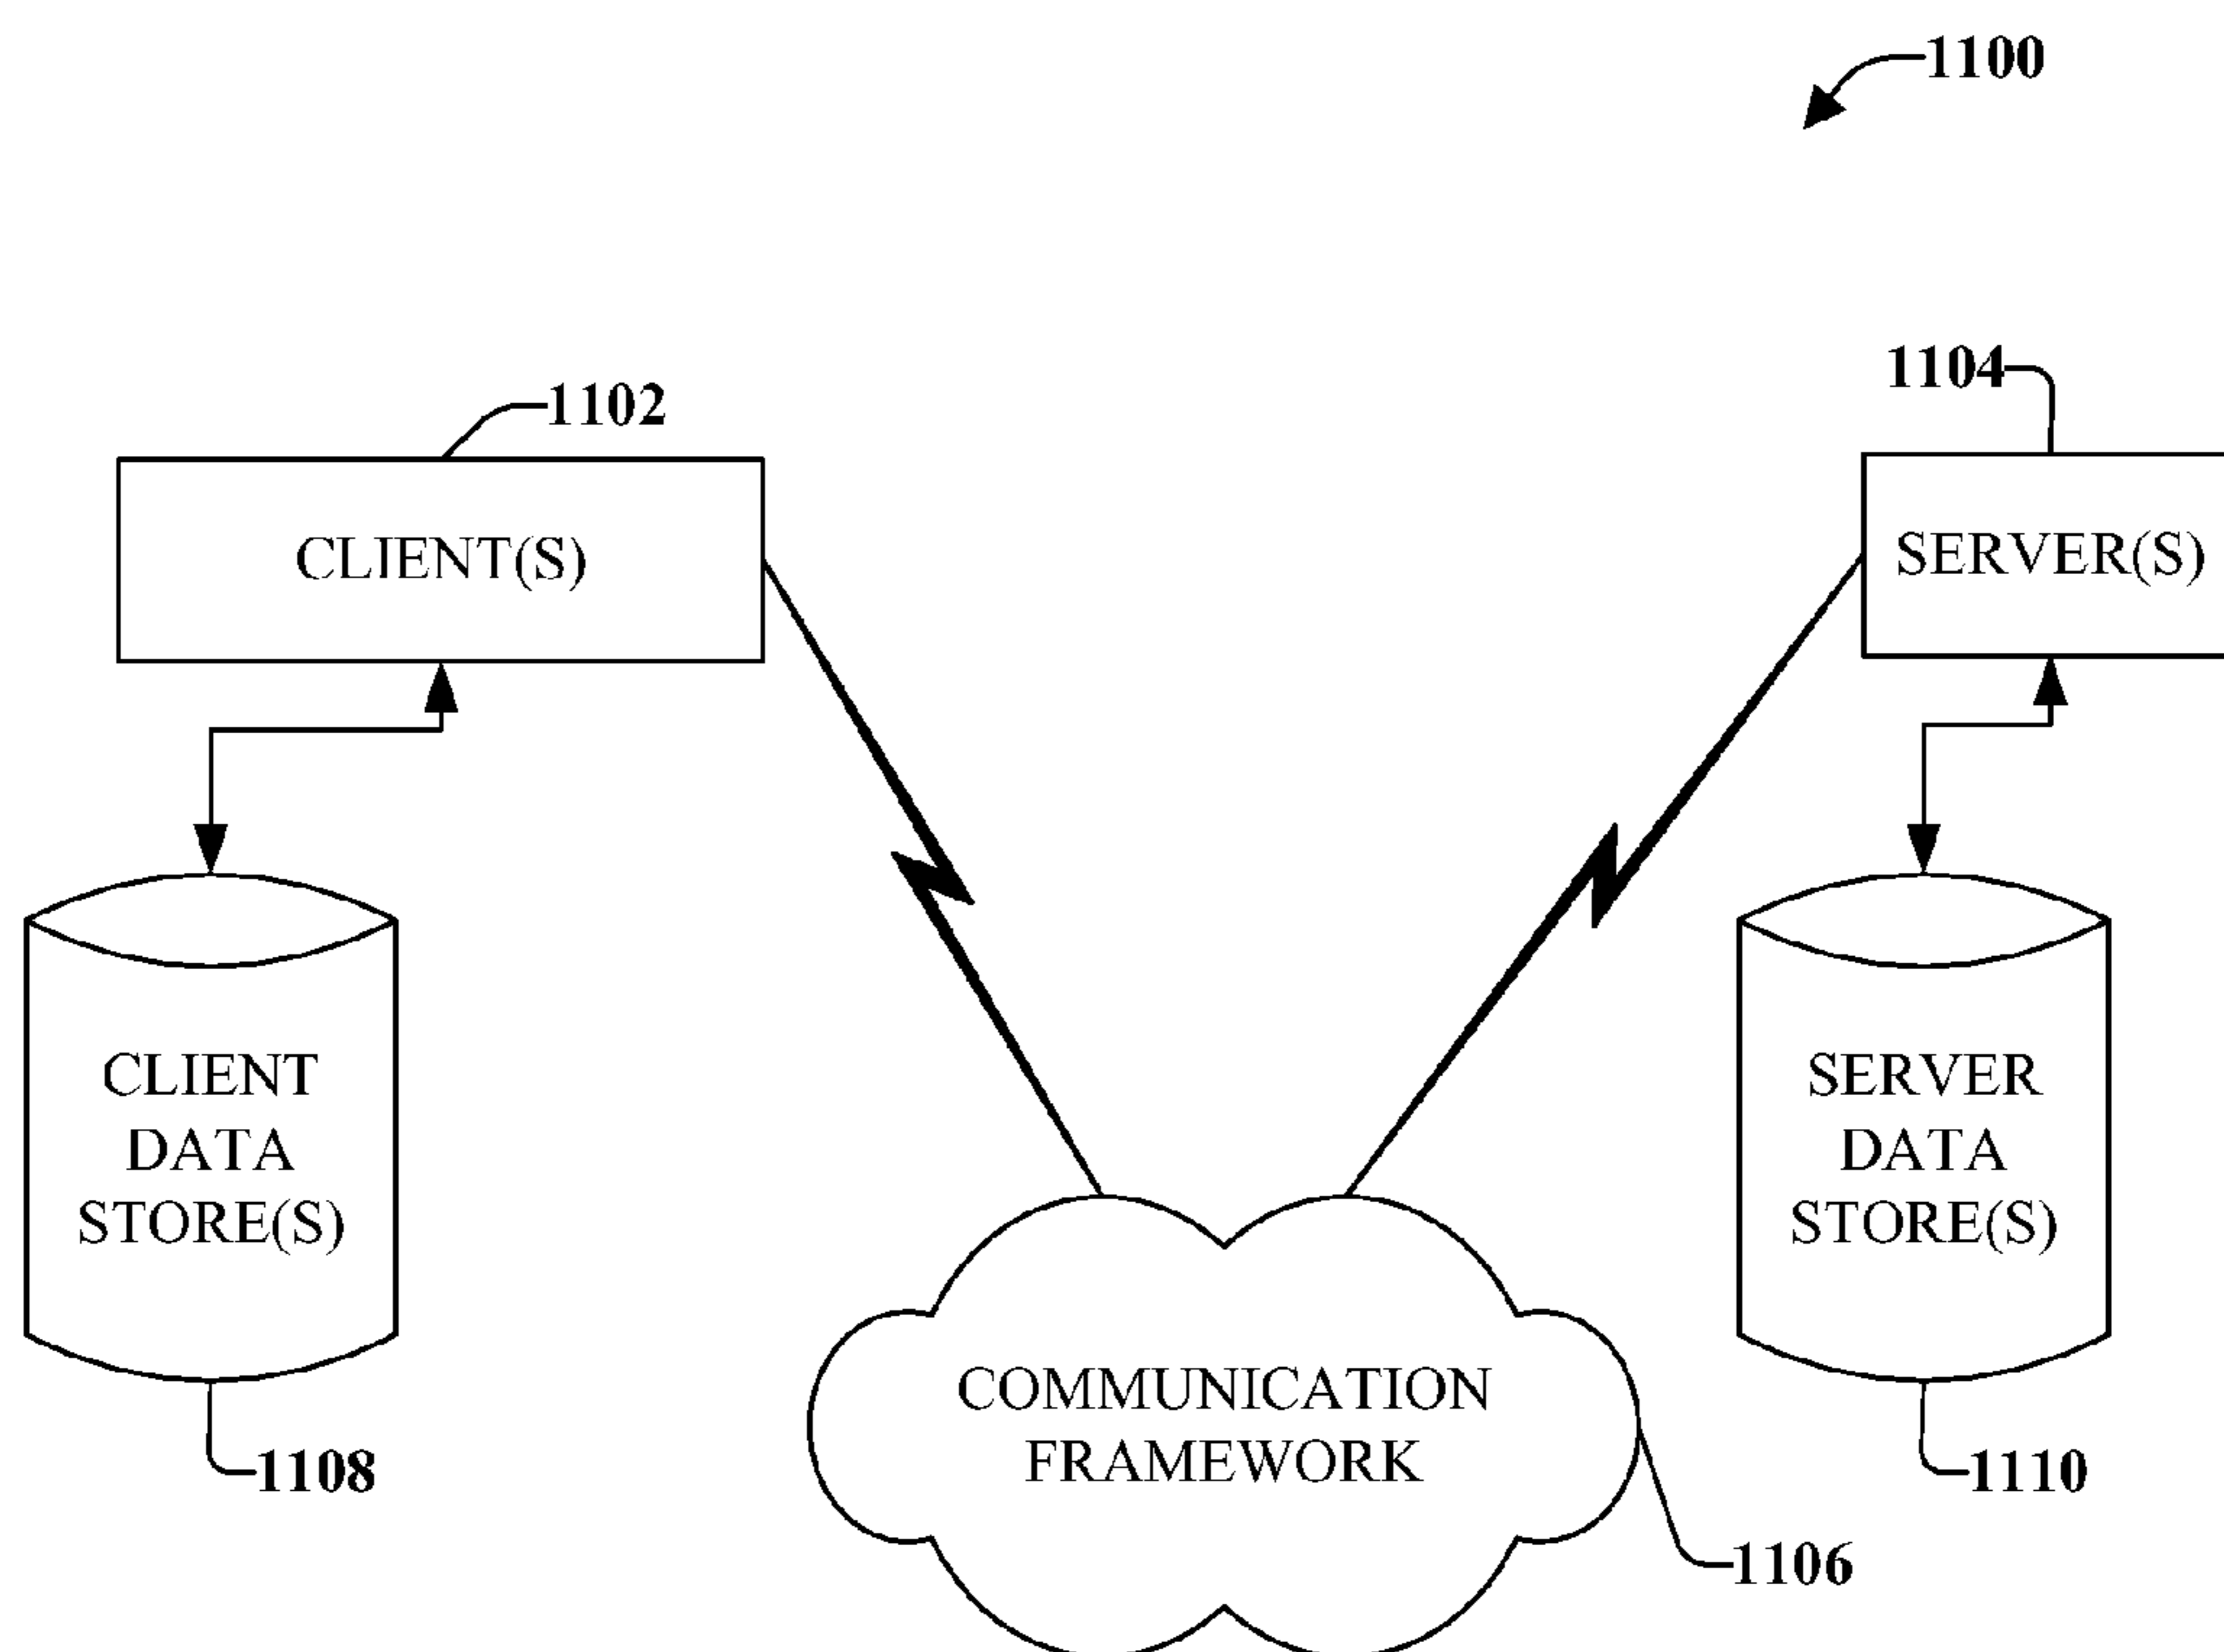 1100
1102
1104
CLIENT(S)
SERVER(S)
CLIENT
DATA
STORE(S)
SERVER
DATA
STORE(S)
COMMUNICATION
FRAMEWORK
1108
1110
1106